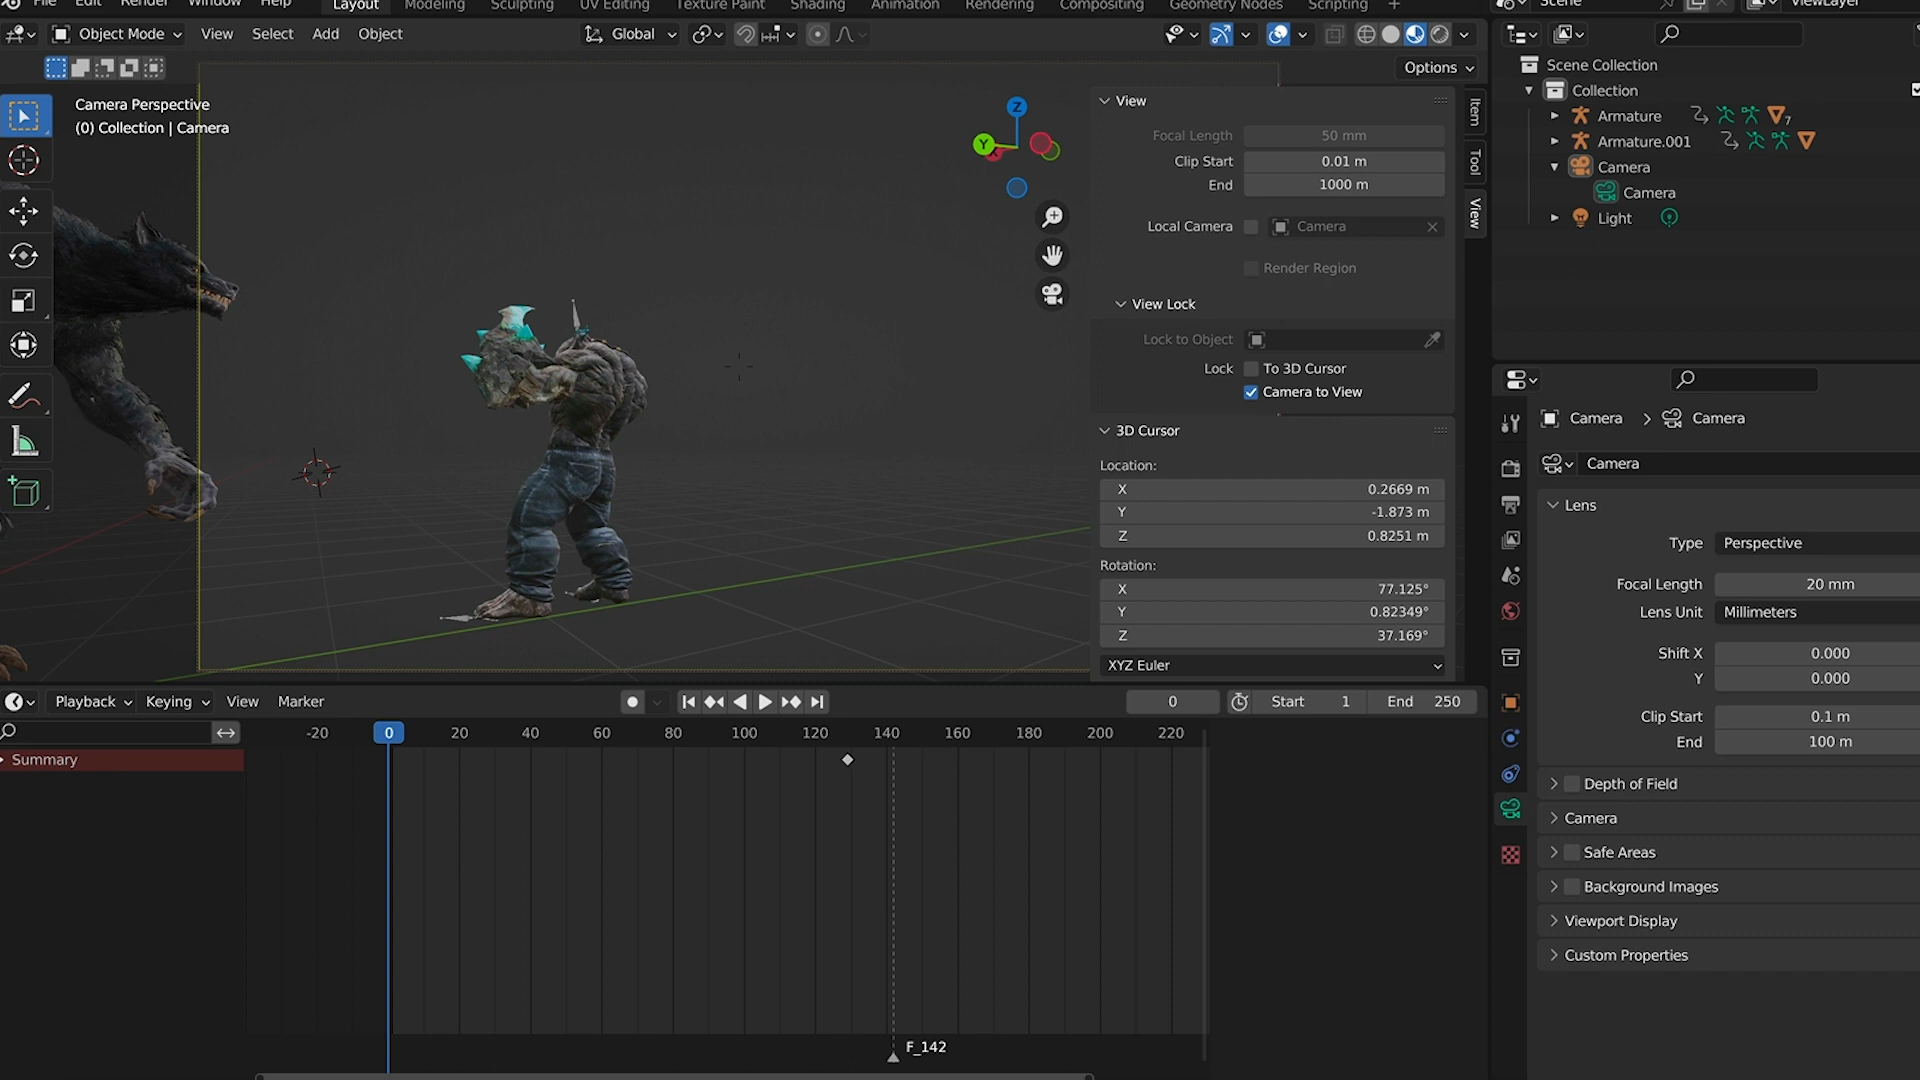 File Edit Render Window Help Layout Modeling Sculpting UV Editing Texture Paint Shading Animation Rendering Compositing Geometry Nodes Scripting + Scene ViewLayer
Object Mode View Select Add Object Global
Options
Camera Perspective
(0) Collection | Camera
Z
Y
X
View
Focal Length 50 mm
Clip Start 0.01 m
End 1000 m
Local Camera Camera
Render Region
View Lock
Lock to Object
Lock To 3D Cursor
Camera to View
3D Cursor
Location:
X 0.2669 m
Y -1.873 m
Z 0.8251 m
Rotation:
X 77.125°
Y 0.82349°
Z 37.169°
XYZ Euler
Item
Tool
View
Scene Collection
Collection
Armature 7
Armature.001
Camera
Camera
Light
Camera Camera
Camera
Lens
Type Perspective
Focal Length 20 mm
Lens Unit Millimeters
Shift X 0.000
Y 0.000
Clip Start 0.1 m
End 100 m
Depth of Field
Camera
Safe Areas
Background Images
Viewport Display
Custom Properties
Playback Keying View Marker 0 Start 1 End 250
-20 0 20 40 60 80 100 120 140 160 180 200 220
Summary
F_142